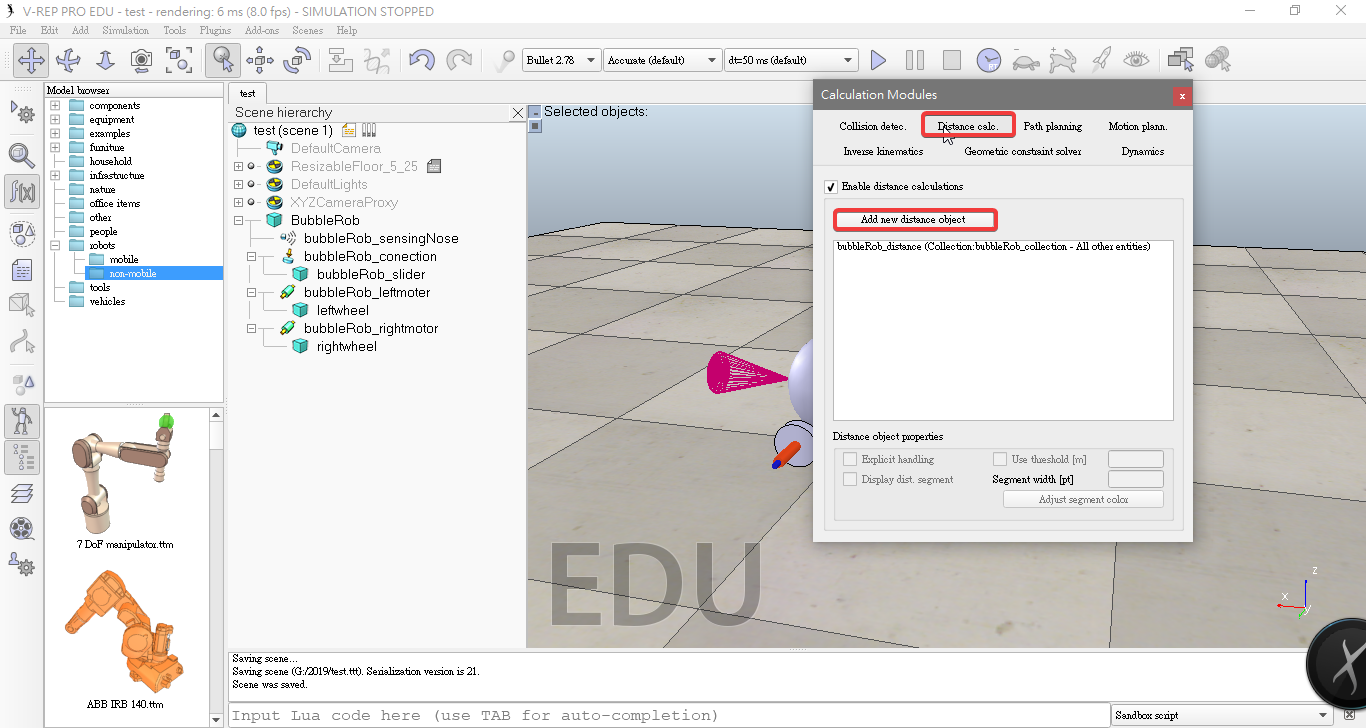 V-REP PRO EDU - test - rendering: 6 ms (8.0 fps) - SIMULATION STOPPED
File Edit Add Simulation Tools Plugins Add-ons Scenes Help
Bullet 2.78 Accurate (default) dt=50 ms (default)
RT
Model browser
components
equipment
examples
furniture
household
infrastructure
nature
office items
other
people
robots
mobile
non-mobile
tools
vehicles
7 DoF manipulator.ttm
ABB IRB 140.ttm
test
Scene hierarchy
test (scene 1)
DefaultCamera
ResizableFloor_5_25
DefaultLights
XYZCameraProxy
BubbleRob
bubbleRob_sensingNose
bubbleRob_conection
bubbleRob_slider
bubbleRob_leftmoter
leftwheel
bubbleRob_rightmotor
rightwheel
Selected objects:
Calculation Modules
x
Collision detec. Distance calc. Path planning Motion plann.
Inverse kinematics Geometric constraint solver Dynamics
Enable distance calculations
Add new distance object
bubbleRob_distance (Collection:bubbleRob_collection - All other entities)
Distance object properties
Explicit handling Use threshold [m]
Display dist. segment Segment width [pt]
Adjust segment color
EDU
z
x
y
Saving scene...
Saving scene (G:/2019/test.ttt). Serialization version is 21.
Scene was saved.
Input Lua code here (use TAB for auto-completion) Sandbox script
f(x)